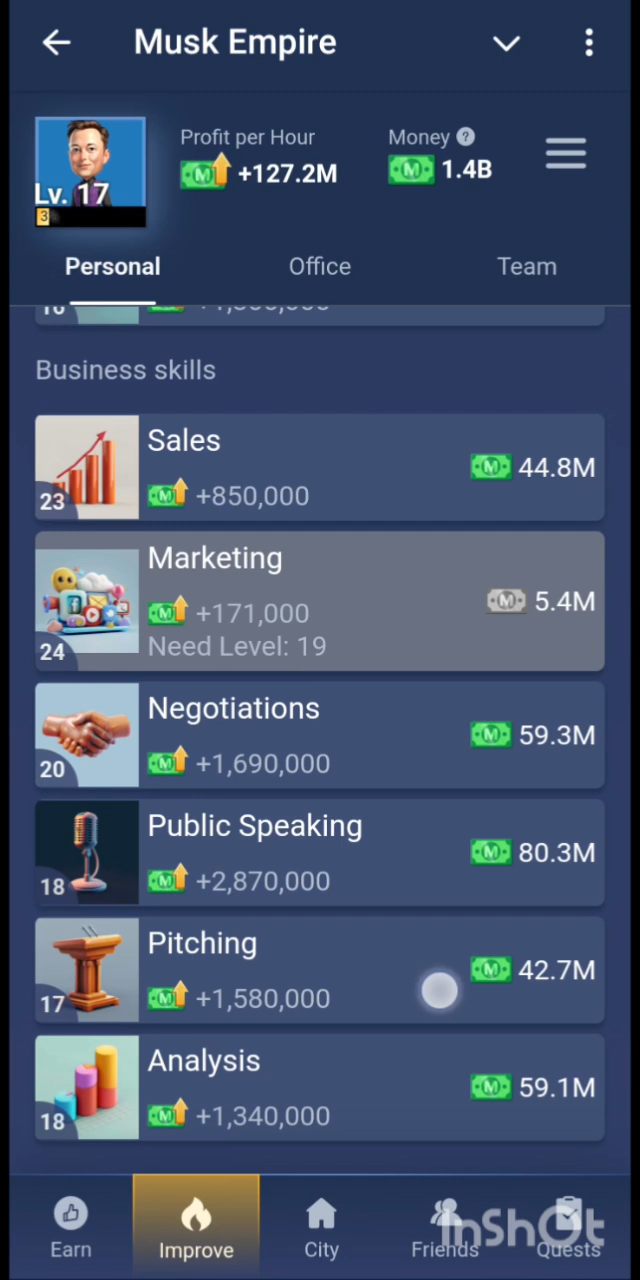 Musk Empire
Profit per Hour
+127.2M
Money ?
1.4B
Lv. 17
3
Personal
Office
Team
Business skills
Sales
44.8M
+850,000
23
Marketing
5.4M
+171,000
Need Level: 19
24
Negotiations
59.3M
+1,690,000
20
Public Speaking
80.3M
+2,870,000
18
Pitching
42.7M
+1,580,000
17
Analysis
59.1M
+1,340,000
18
Earn
Improve
City
Friends
Quests
InShOt